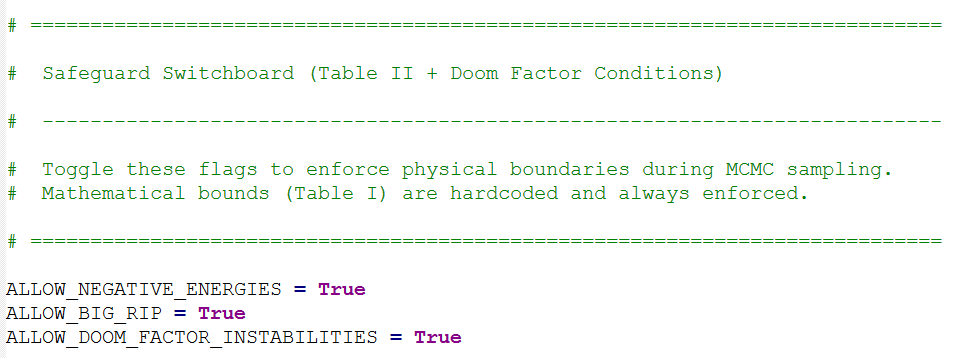 # ============================================================================
#  Safeguard Switchboard (Table II + Doom Factor Conditions)
#  ---------------------------------------------------------------------------
#  Toggle these flags to enforce physical boundaries during MCMC sampling.
#  Mathematical bounds (Table I) are hardcoded and always enforced.
# ============================================================================
ALLOW_NEGATIVE_ENERGIES = True
ALLOW_BIG_RIP = True
ALLOW_DOOM_FACTOR_INSTABILITIES = True